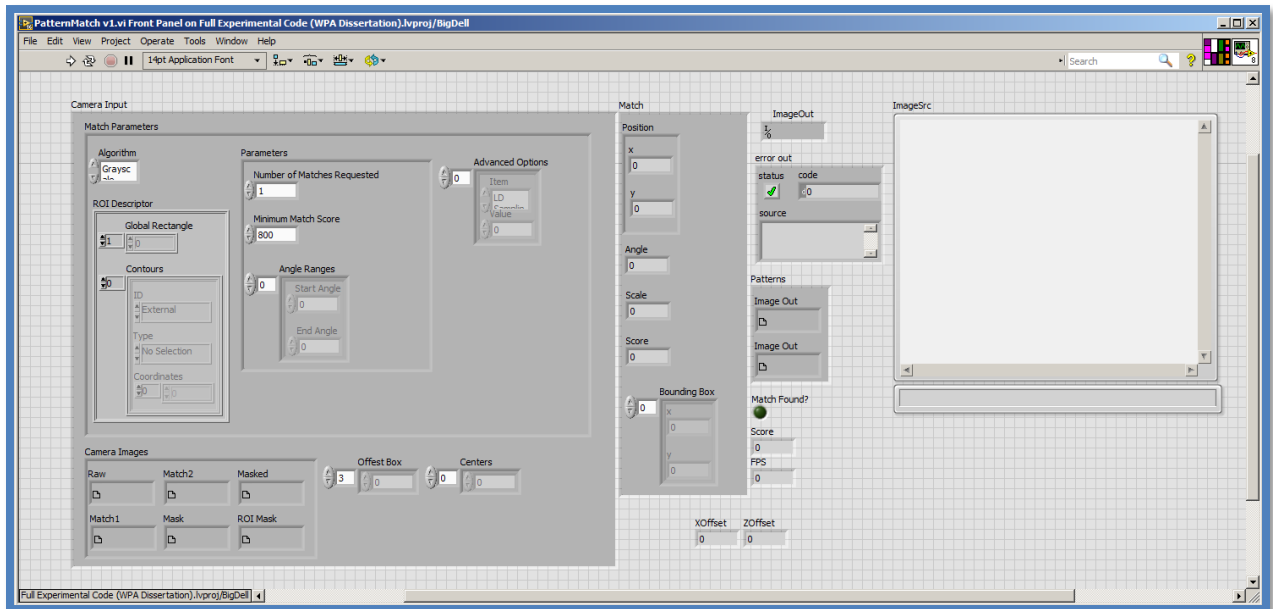 PatternMatch v1.vi Front Panel on Full Experimental Code (WPA Dissertation).lvproj/BigDell
File Edit View Project Operate Tools Window Help
14pt Application Font
Search
8
Camera Input
Match Parameters
Algorithm
Graysc
ale
ROI Descriptor
Global Rectangle
1 0
Contours
0
ID
External
Type
No Selection
Coordinates
0 0
Parameters
Number of Matches Requested
1
Minimum Match Score
800
Angle Ranges
0
Start Angle
0
End Angle
0
Advanced Options
0
Item
LD
Value
0
Camera Images
Raw Match2 Masked
Match1 Mask ROI Mask
Offest Box
3 0
Centers
0 0
Match
Position
x
0
y
0
Angle
0
Scale
0
Score
0
Bounding Box
0
x
0
y
0
ImageOut
error out
status code
0
source
Patterns
Image Out
Image Out
Match Found?
Score
0
FPS
0
XOffset ZOffset
0 0
ImageSrc
Full Experimental Code (WPA Dissertation).lvproj/BigDell